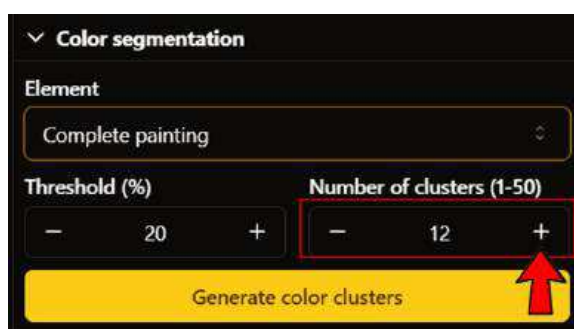 Color segmentation
Element
Complete painting
Threshold (%) Number of clusters (1-50)
− 20 + − 12 +
Generate color clusters